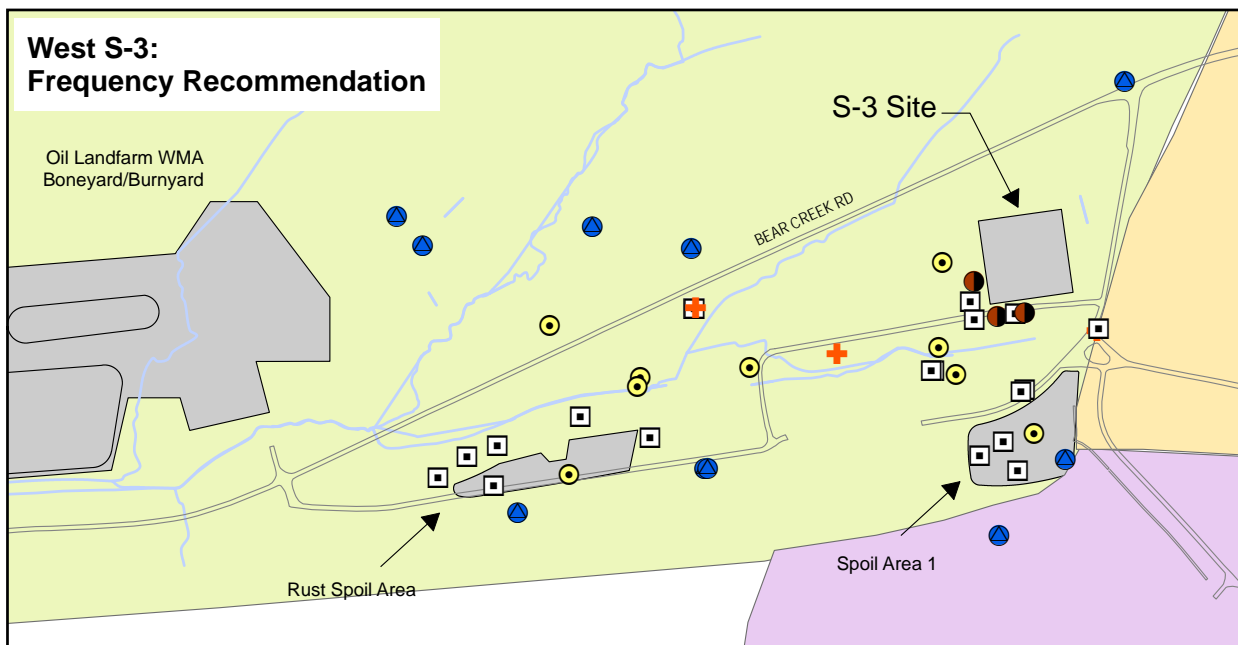 West S-3:
Frequency Recommendation
S-3 Site
Oil Landfarm WMA
Boneyard/Burnyard
BEAR CREEK RD
Rust Spoil Area
Spoil Area 1